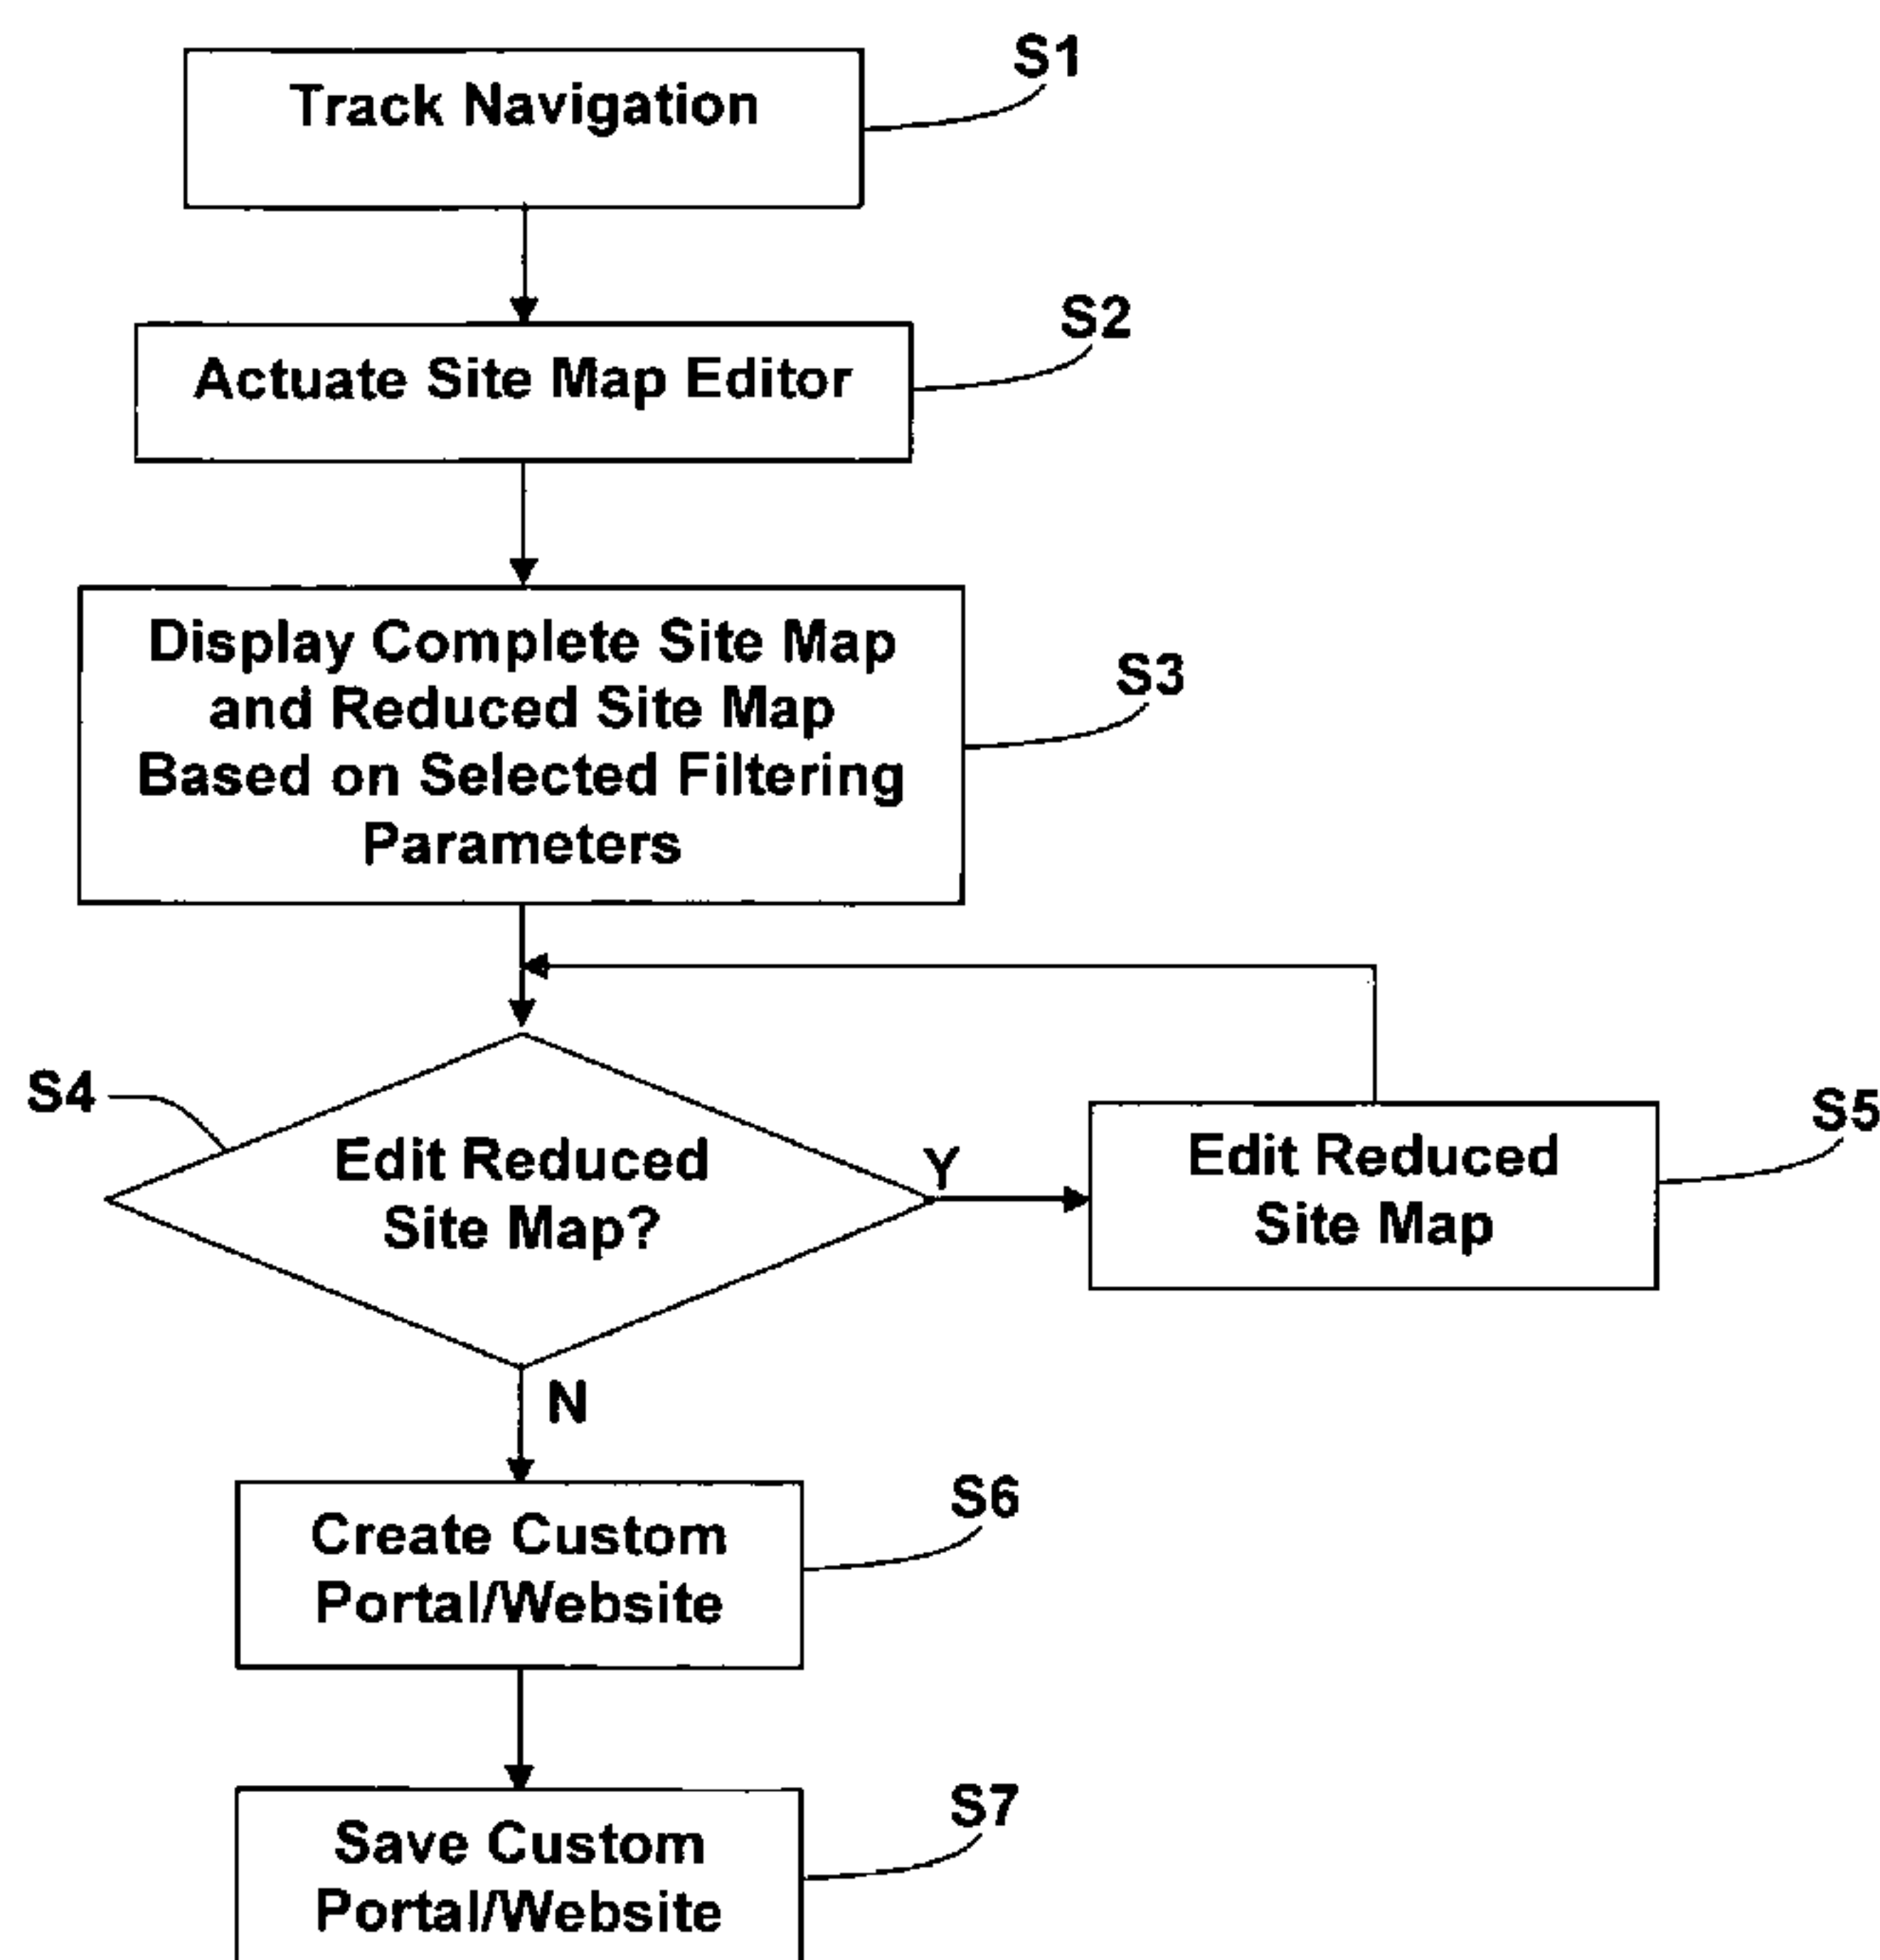 S1
Track Navigation
S2
Actuate Site Map Editor
Display Complete Site Map
and Reduced Site Map
Based on Selected Filtering
Parameters
S3
S4
Edit Reduced
Site Map?
Y
Edit Reduced
Site Map
S5
N
Create Custom
Portal/Website
S6
Save Custom
Portal/Website
S7